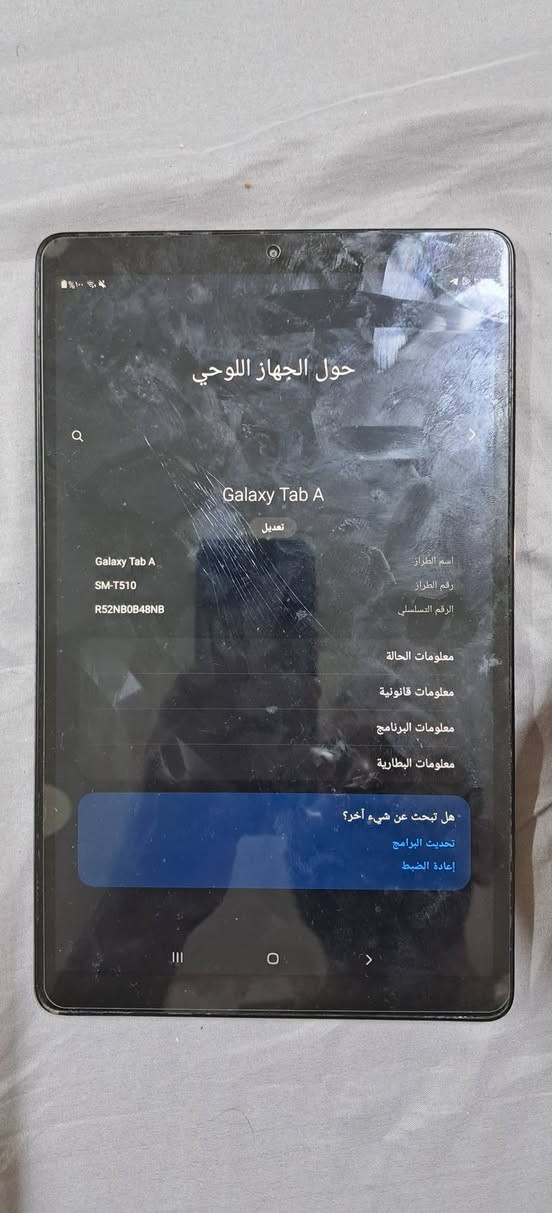 ٪١٠٠
حول الجهاز اللوحي
Galaxy Tab A
تعديل
اسم الطراز Galaxy Tab A
رقم الطراز SM-T510
الرقم التسلسلي R52NB0B48NB
معلومات الحالة
معلومات قانونية
معلومات البرنامج
معلومات البطارية
هل تبحث عن شيء آخر؟
تحديث البرامج
إعادة الضبط